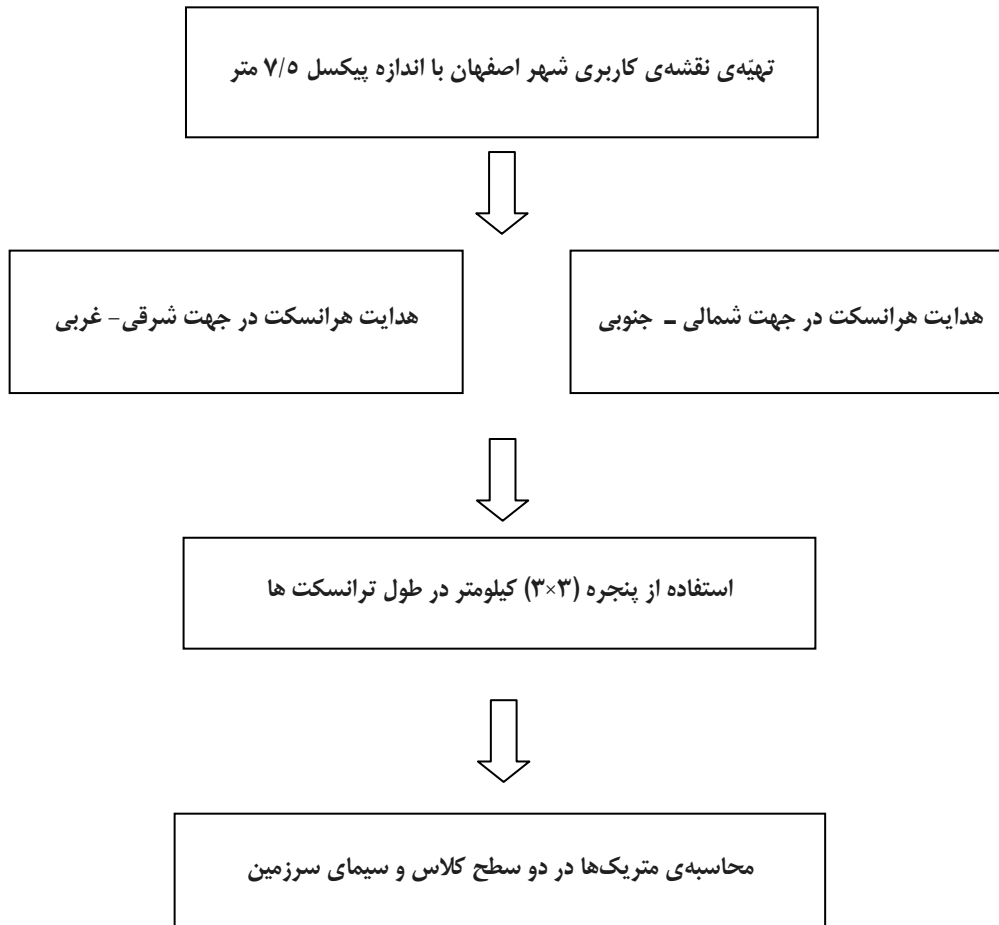 تهیّه‌ی نقشه‌ی کاربری شهر اصفهان با اندازه پیکسل ۷/۵ متر
هدایت هرانسکت در جهت شمالی – جنوبی
هدایت هرانسکت در جهت شرقی- غربی
استفاده از پنجره (۳×۳) کیلومتر در طول ترانسکت ها
محاسبه‌ی متریک‌ها در دو سطح کلاس و سیمای سرزمین